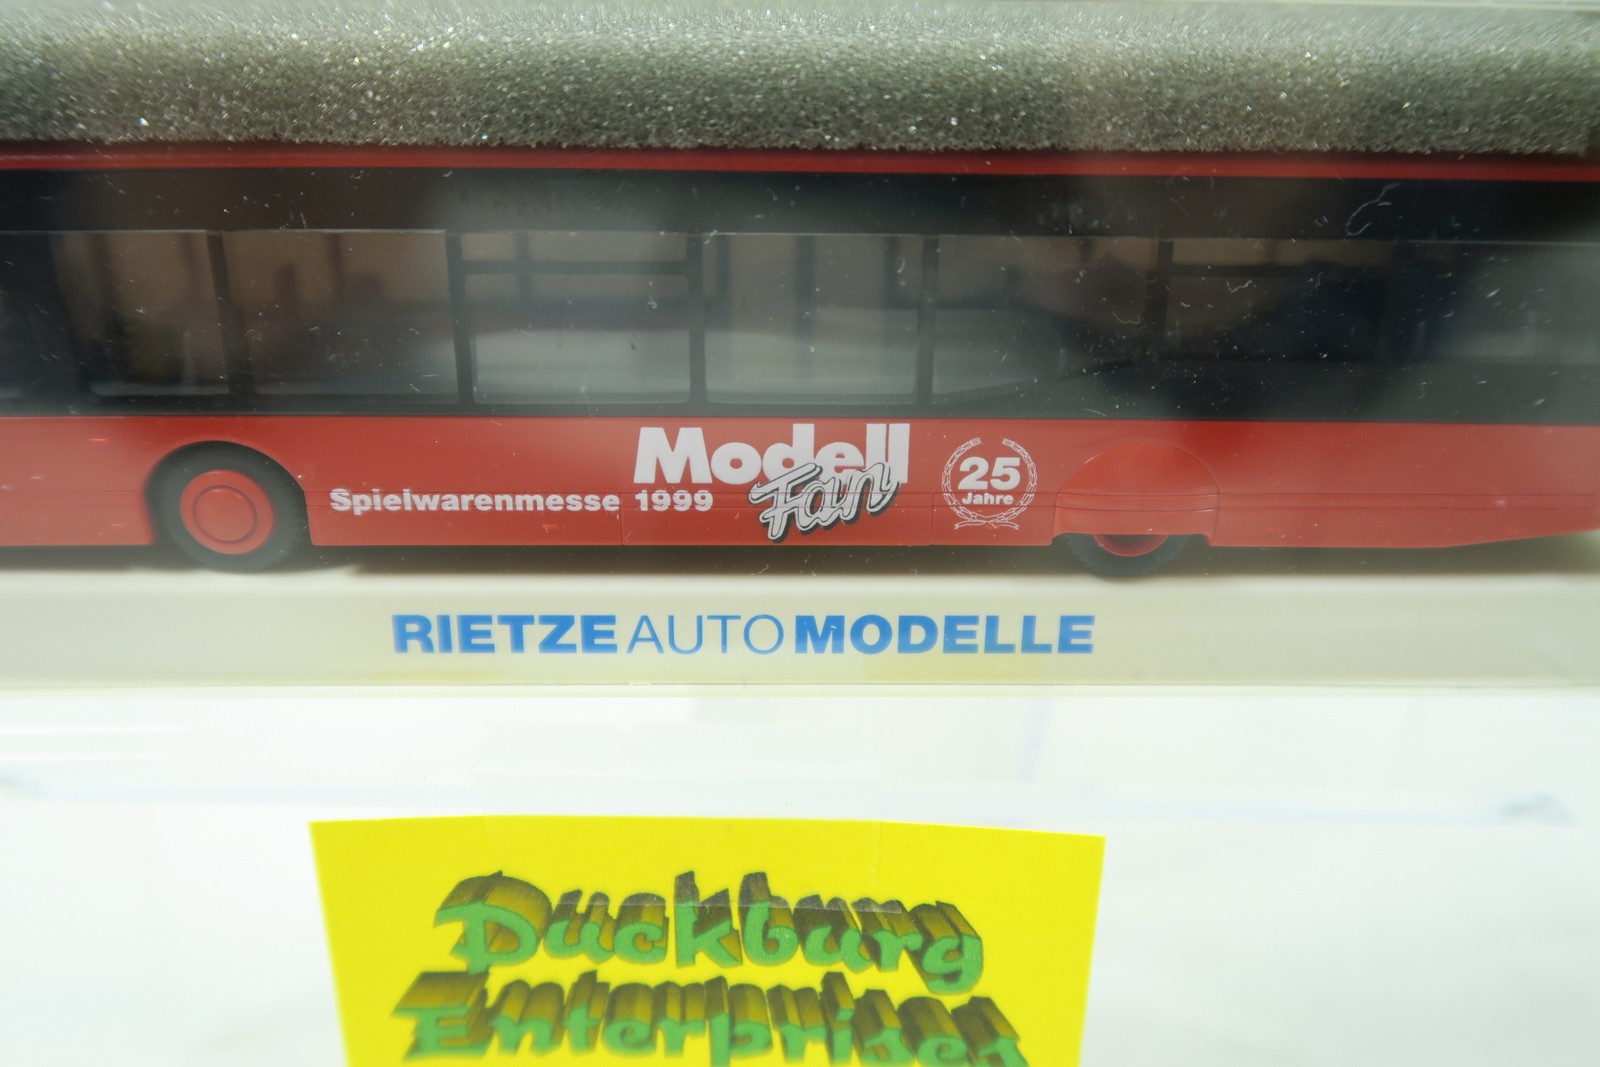 Modell
Fan
Spielwarenmesse 1999
25
Jahre
RIETZE AUTO MODELLE
Duckburg
Enterprises